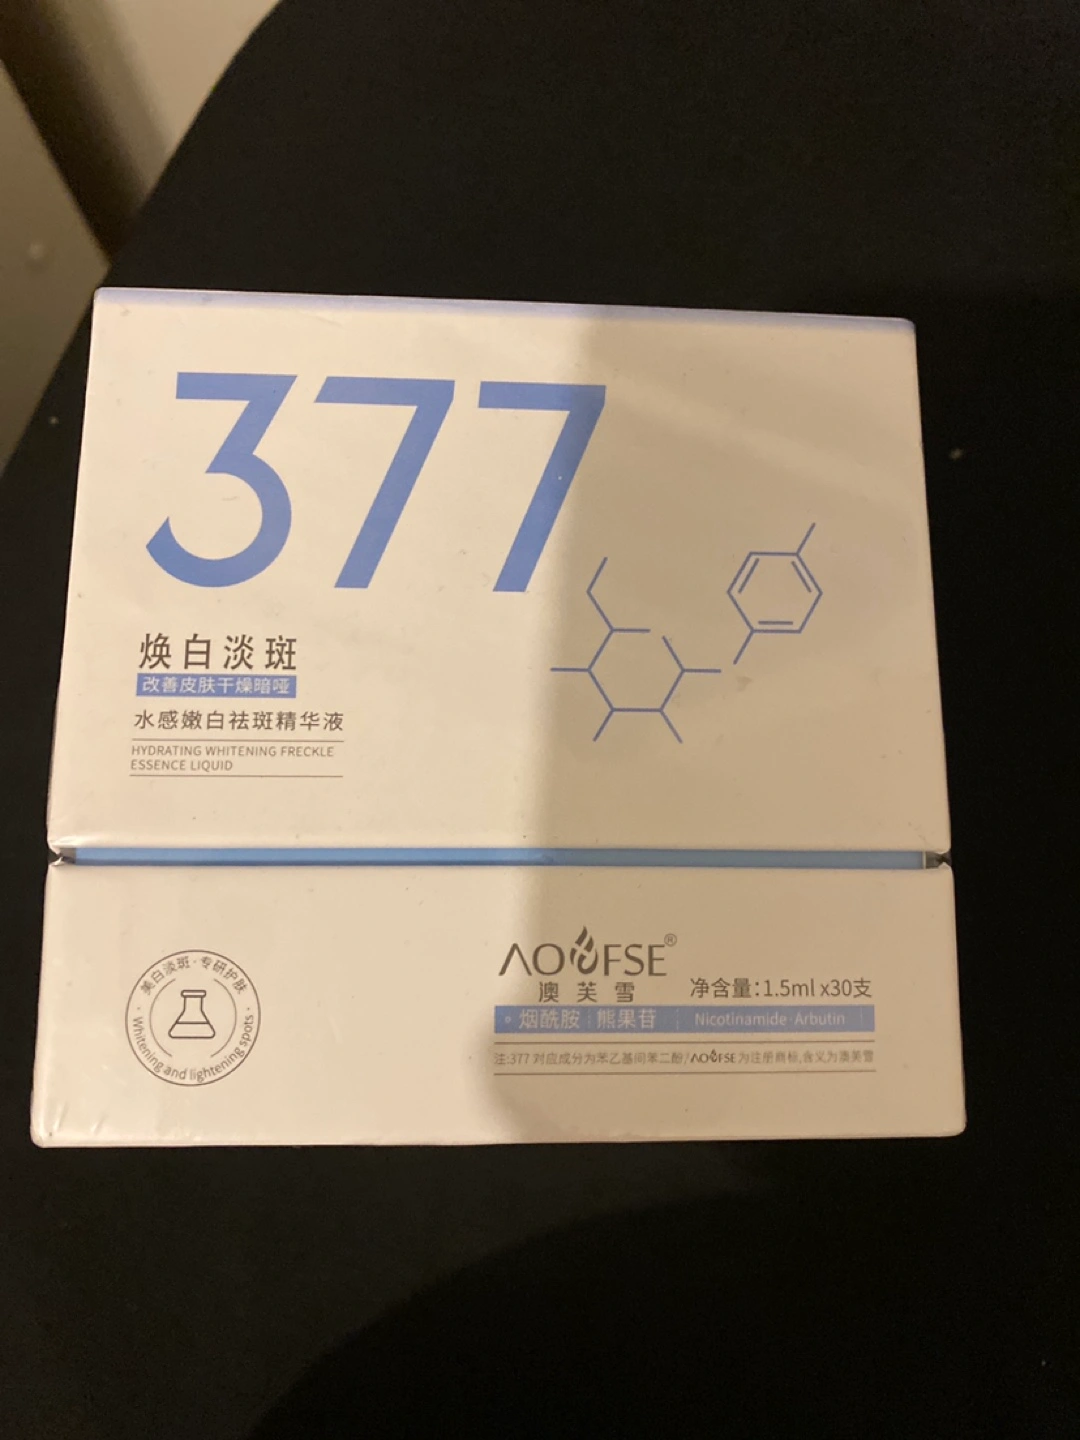 377
焕白淡斑
改善皮肤干燥暗哑
水感嫩白祛斑精华液
HYDRATING WHITENING FRECKLE
ESSENCE LIQUID
美白淡斑·专研护肤
· Whitening and lightening spots ·
AOUFSE®
澳芙雪
净含量:1.5ml x30支
烟酰胺 熊果苷 Nicotinamide Arbutin
注:377 对应成分为苯乙基间苯二酚/AOUFSE为注册商标,含义为澳芙雪